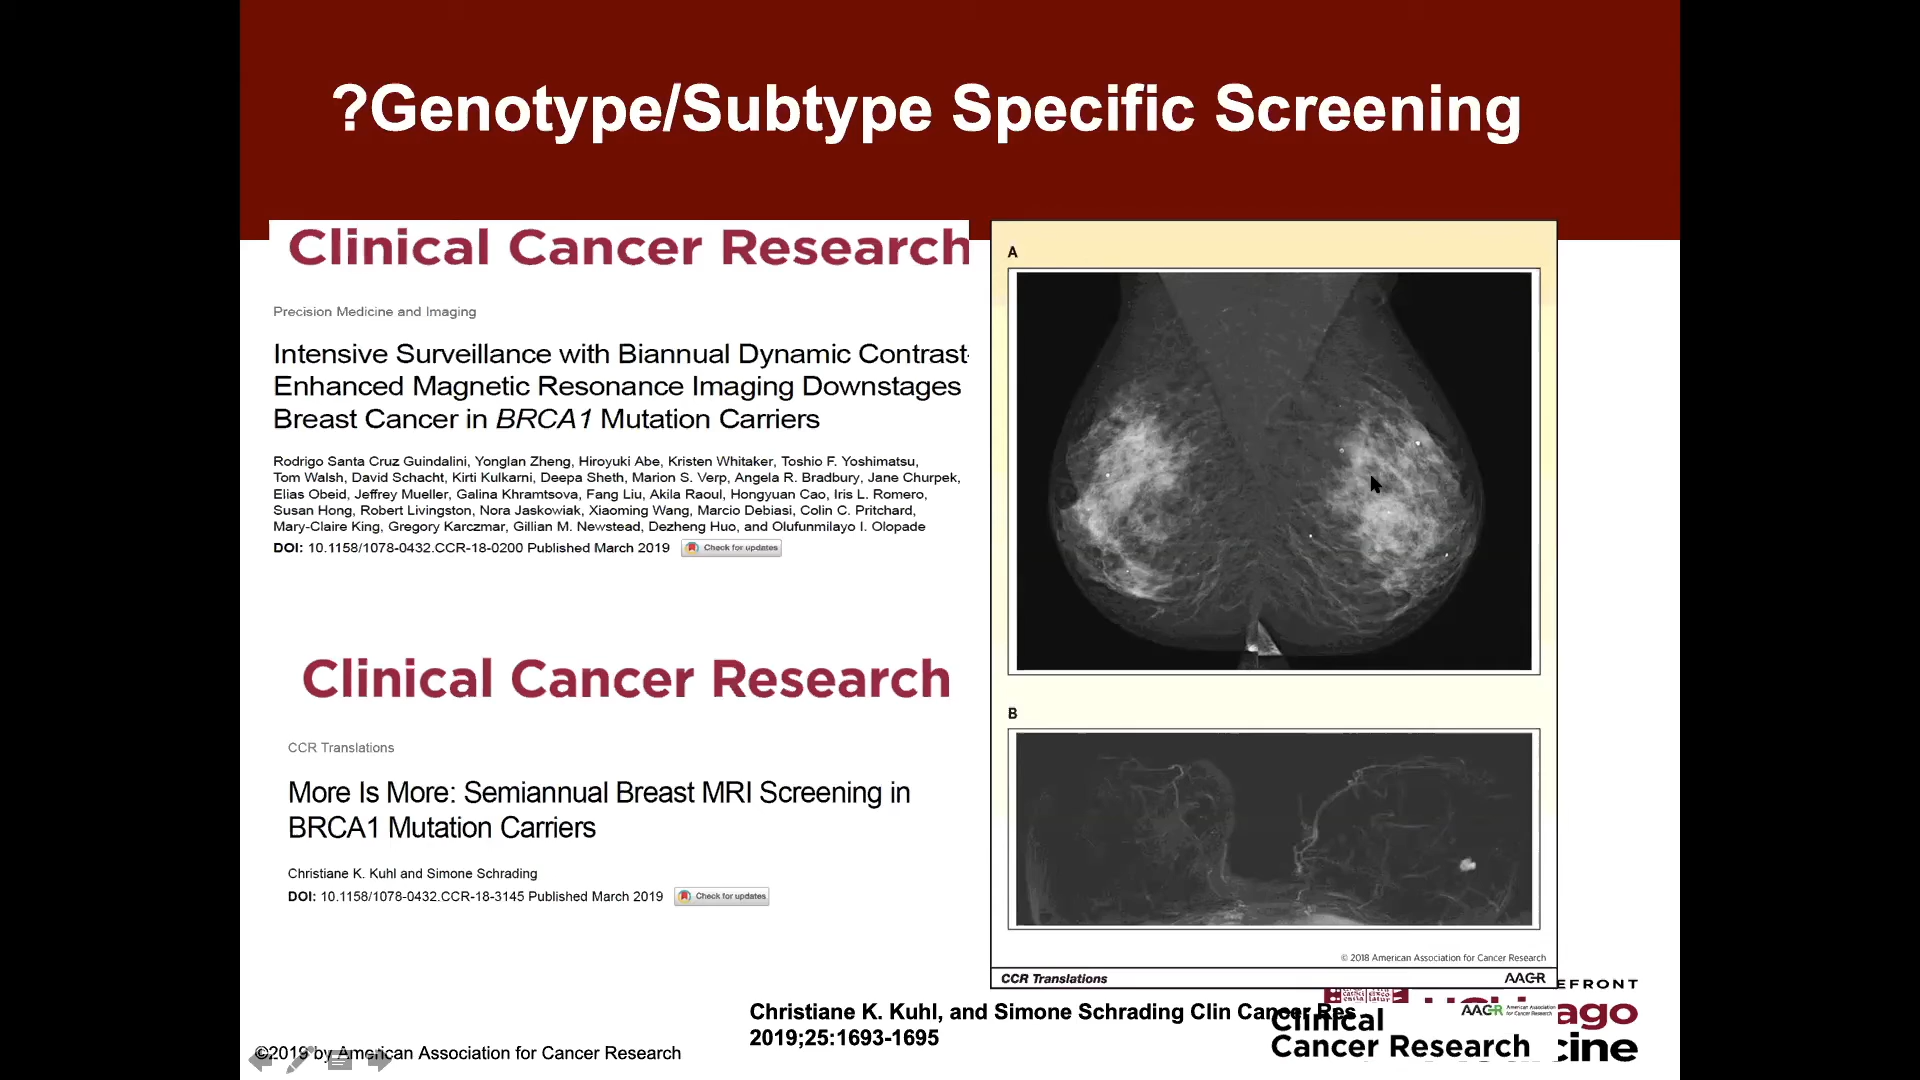 ?Genotype/Subtype Specific Screening
Clinical Cancer Research
Precision Medicine and Imaging
Intensive Surveillance with Biannual Dynamic Contrast-
Enhanced Magnetic Resonance Imaging Downstages
Breast Cancer in BRCA1 Mutation Carriers
Rodrigo Santa Cruz Guindalini, Yonglan Zheng, Hiroyuki Abe, Kristen Whitaker, Toshio F. Yoshimatsu,
Tom Walsh, David Schacht, Kirti Kulkarni, Deepa Sheth, Marion S. Verp, Angela R. Bradbury, Jane Churpek,
Elias Obeid, Jeffrey Mueller, Galina Khramtsova, Fang Liu, Akila Raoul, Hongyuan Cao, Iris L. Romero,
Susan Hong, Robert Livingston, Nora Jaskowiak, Xiaoming Wang, Marcio Debiasi, Colin C. Pritchard,
Mary-Claire King, Gregory Karczmar, Gillian M. Newstead, Dezheng Huo, and Olufunmilayo I. Olopade
DOI: 10.1158/1078-0432.CCR-18-0200 Published March 2019 Check for updates
Clinical Cancer Research
CCR Translations
More Is More: Semiannual Breast MRI Screening in
BRCA1 Mutation Carriers
Christiane K. Kuhl and Simone Schrading
DOI: 10.1158/1078-0432.CCR-18-3145 Published March 2019 Check for updates
A
B
© 2018 American Association for Cancer Research
CCR Translations AACR
Christiane K. Kuhl, and Simone Schrading Clin Cancer Res
2019;25:1693-1695
©2019 by American Association for Cancer Research
EFRONT
AACR American Association
for Cancer Research
ago
Clinical
Cancer Research
cine